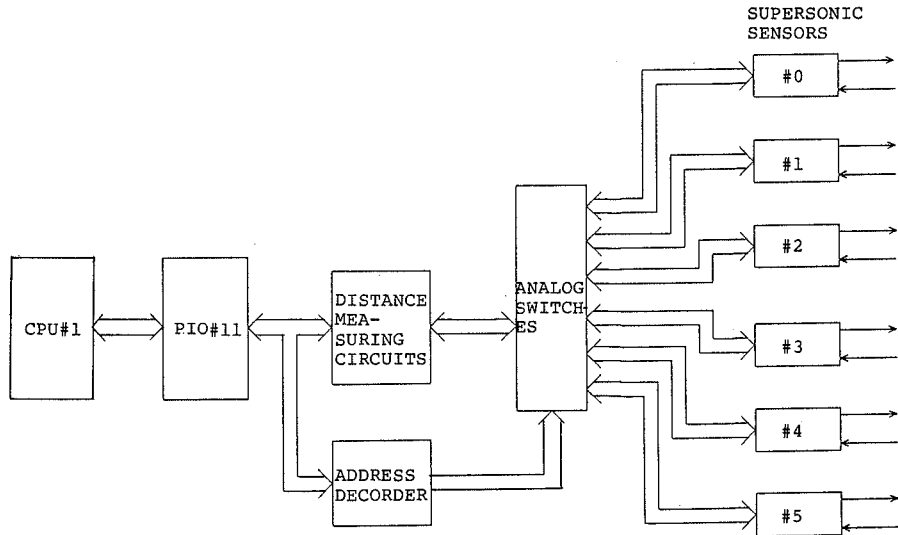 SUPERSONIC
SENSORS
#0
#1
#2
CPU#1
PIO#11
DISTANCE
MEA-
SURING
CIRCUITS
ANALOG
SWITCH-
ES
#3
#4
ADDRESS
DECORDER
#5